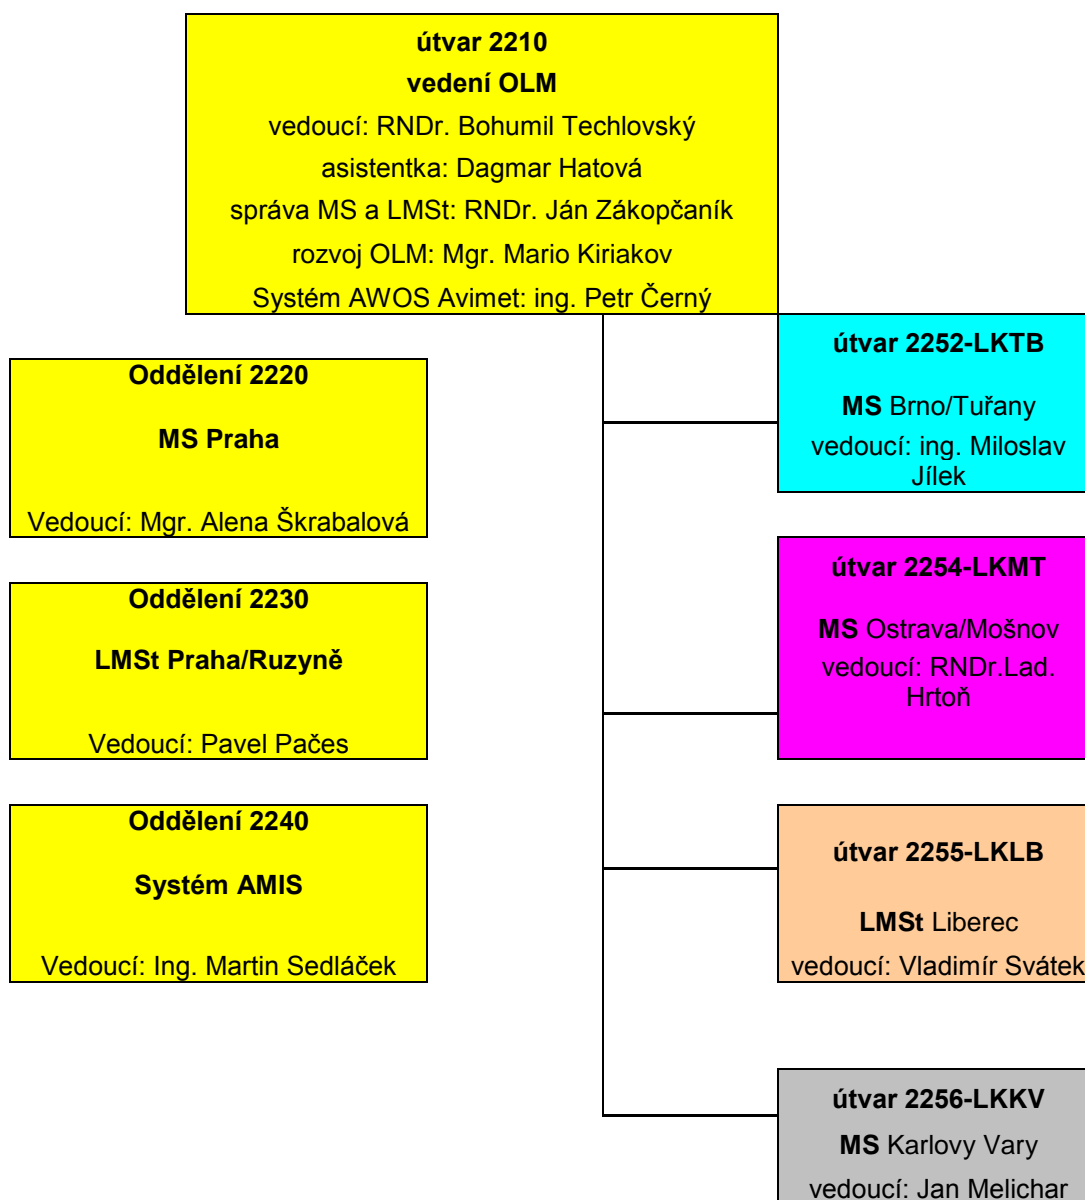 útvar 2210
vedení OLM
vedoucí: RNDr. Bohumil Techlovský
asistentka: Dagmar Hatová
správa MS a LMSt: RNDr. Ján Zákopčaník
rozvoj OLM: Mgr. Mario Kiriakov
Systém AWOS Avimet: ing. Petr Černý
Oddělení 2220
MS Praha
Vedoucí: Mgr. Alena Škrabalová
Oddělení 2230
LMSt Praha/Ruzyně
Vedoucí: Pavel Pačes
Oddělení 2240
Systém AMIS
Vedoucí: Ing. Martin Sedláček
útvar 2252-LKTB
MS Brno/Tuřany
vedoucí: ing. Miloslav
Jílek
útvar 2254-LKMT
MS Ostrava/Mošnov
vedoucí: RNDr.Lad.
Hrtoň
útvar 2255-LKLB
LMSt Liberec
vedoucí: Vladimír Svátek
útvar 2256-LKKV
MS Karlovy Vary
vedoucí: Jan Melichar